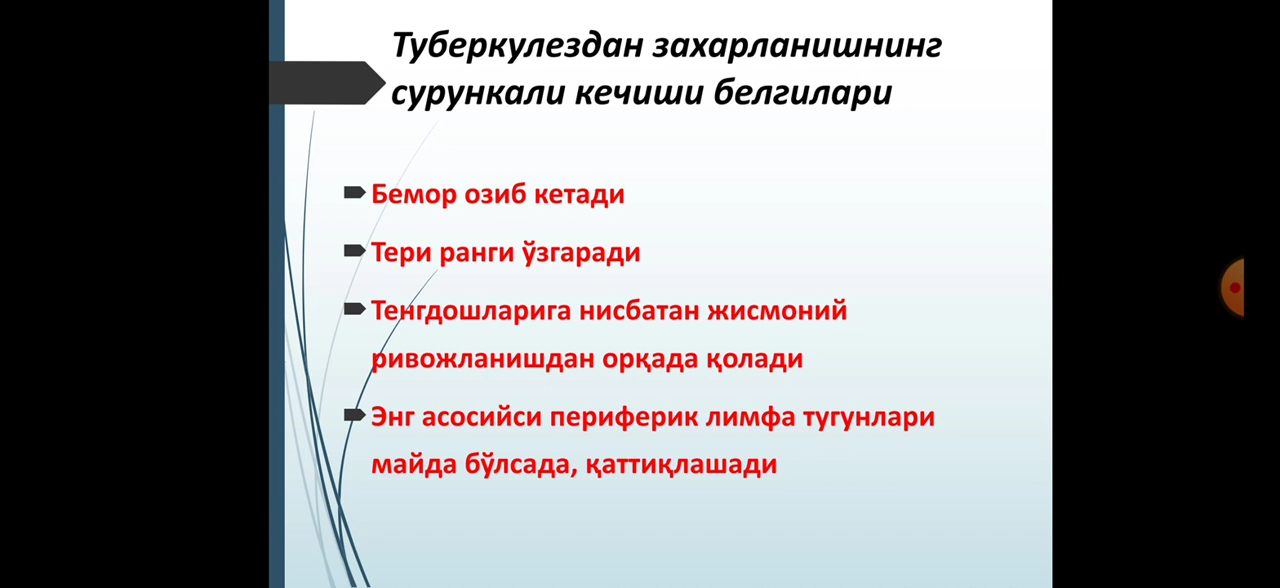 Туберкулездан захарланишнинг
сурункали кечиши белгилари
Бемор озиб кетади
Тери ранги ўзгаради
Тенгдошларига нисбатан жисмоний
ривожланишдан орқада қолади
Энг асосийси периферик лимфа тугунлари
майда бўлсада, қаттиқлашади